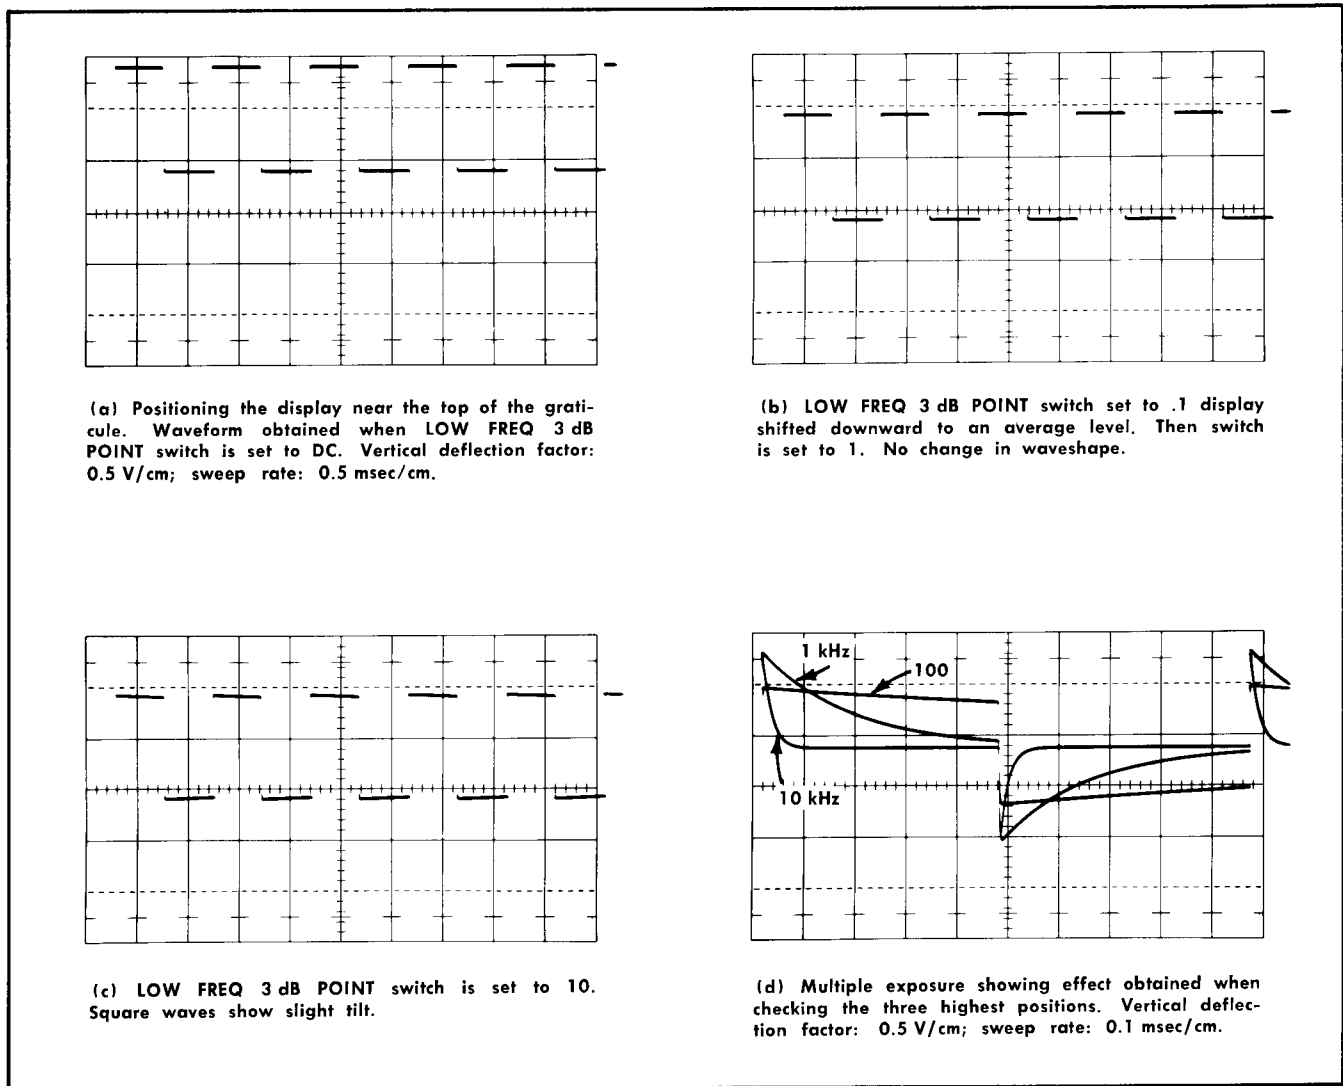 (a) Positioning the display near the top of the grati-
cule. Waveform obtained when LOW FREQ 3 dB
POINT switch is set to DC. Vertical deflection factor:
0.5 V/cm; sweep rate: 0.5 msec/cm.
(b) LOW FREQ 3 dB POINT switch set to .1 display
shifted downward to an average level. Then switch
is set to 1. No change in waveshape.
(c) LOW FREQ 3 dB POINT switch is set to 10.
Square waves show slight tilt.
1 kHz
100
10 kHz
(d) Multiple exposure showing effect obtained when
checking the three highest positions. Vertical deflec-
tion factor: 0.5 V/cm; sweep rate: 0.1 msec/cm.